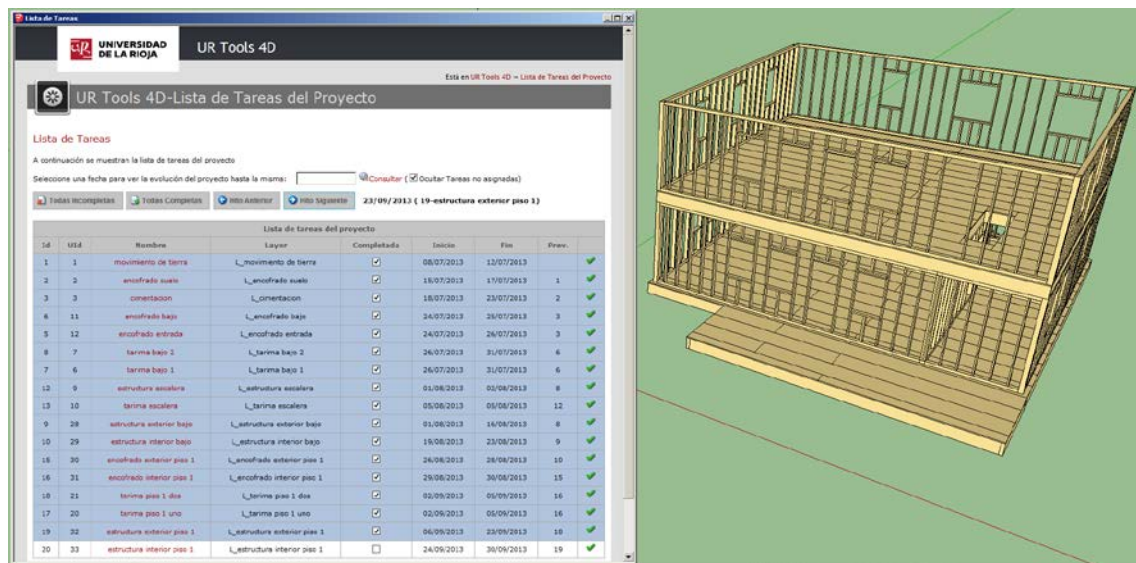 Lista de Tareas
UNIVERSIDAD
DE LA RIOJA
UR Tools 4D
Está en UR Tools 4D - Lista de Tareas del Proyecto
UR Tools 4D-Lista de Tareas del Proyecto
Lista de Tareas
A continuación se muestran la lista de tareas del proyecto
Seleccione una fecha para ver la evolución del proyecto hasta la misma: Consultar ( Ocultar Tareas no asignadas)
Todas Incompletas Todas Completas Hito Anterior Hito Siguiente 23/09/2013 ( 19-estructura exterior piso 1)
Lista de tareas del proyecto
Id UId Nombre Layer Completada Inicio Fin Prev.
1 1 movimiento de tierra L_movimiento de tierra 08/07/2013 12/07/2013
2 2 encofrado suelo L_encofrado suelo 15/07/2013 17/07/2013 1
3 3 cimentacion L_cimentacion 18/07/2013 23/07/2013 2
6 11 encofrado bajo L_encofrado bajo 24/07/2013 25/07/2013 3
5 12 encofrado entrada L_encofrado entrada 24/07/2013 26/07/2013 3
8 7 tarima bajo 2 L_tarima bajo 2 26/07/2013 31/07/2013 6
7 6 tarima bajo 1 L_tarima bajo 1 26/07/2013 31/07/2013 6
12 9 estructura escalera L_estructura escalera 01/08/2013 02/08/2013 8
13 10 tarima escalera L_tarima escalera 05/08/2013 05/08/2013 12
9 28 estructura exterior bajo L_estructura exterior bajo 01/08/2013 16/08/2013 8
10 29 estructura interior bajo L_estructura interior bajo 19/08/2013 23/08/2013 9
15 30 encofrado exterior piso 1 L_encofrado exterior piso 1 26/08/2013 28/08/2013 10
16 31 encofrado interior piso 1 L_encofrado interior piso 1 29/08/2013 30/08/2013 15
18 21 tarima piso 1 dos L_tarima piso 1 dos 02/09/2013 05/09/2013 16
17 20 tarima piso 1 uno L_tarima piso 1 uno 02/09/2013 05/09/2013 16
19 32 estructura exterior piso 1 L_estructura exterior piso 1 06/09/2013 23/09/2013 18
20 33 estructura interior piso 1 L_estructura interior piso 1 24/09/2013 30/09/2013 19